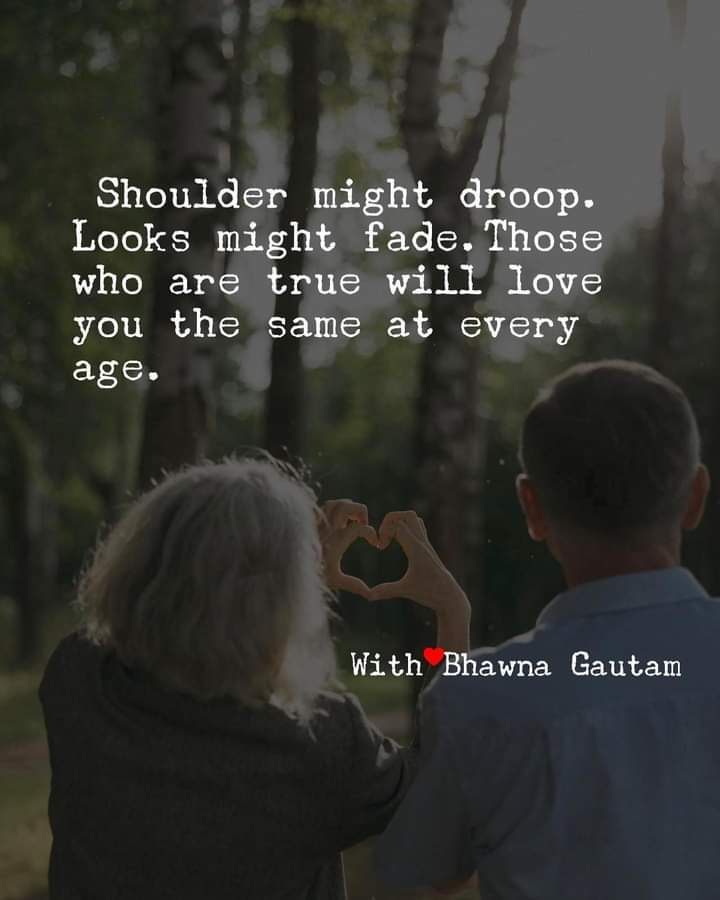 Shoulder might droop.
Looks might fade.Those
who are true will love
you the same at every
age.
With❤Bhawna Gautam